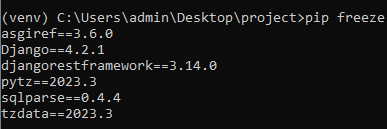 (venv) C:\Users\admin\Desktop\project>pip freeze
asgiref==3.6.0
Django==4.2.1
djangorestframework==3.14.0
pytz==2023.3
sqlparse==0.4.4
tzdata==2023.3